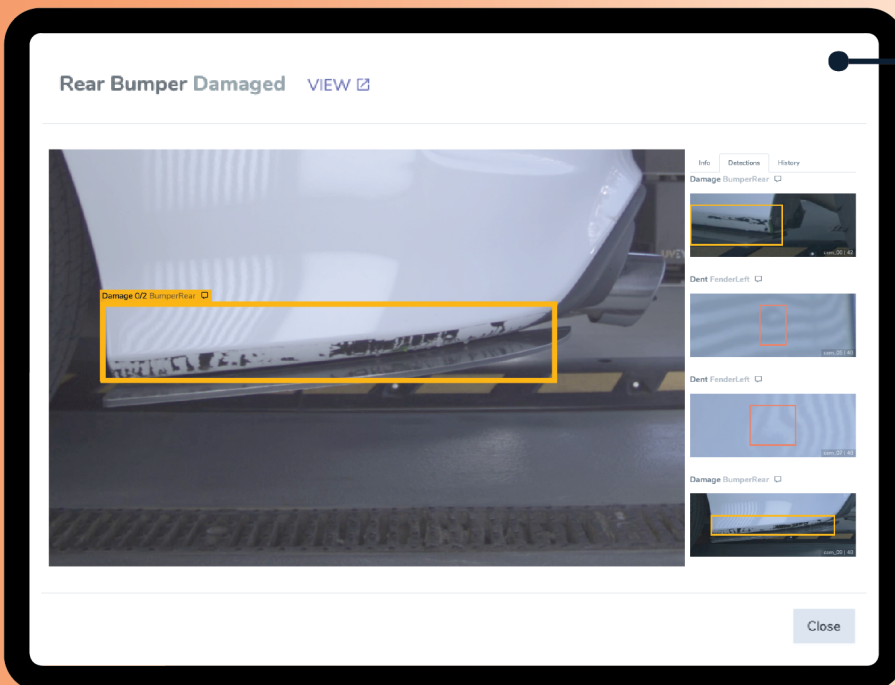 Rear Bumper Damaged VIEW
Damage 0/2 BumperRear
Info Detections History
Damage BumperRear
Dent FenderLeft
Dent FenderLeft
Damage BumperRear
Close